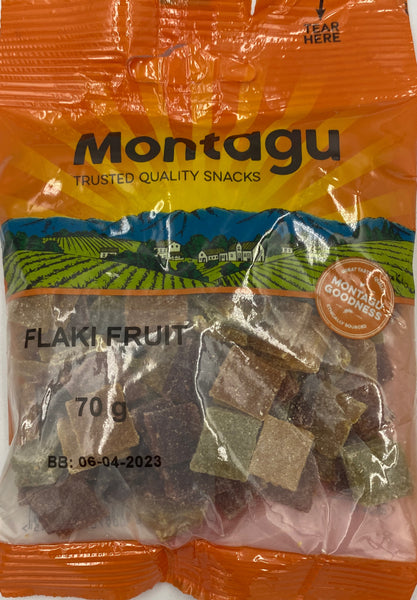 TEAR
HERE
Montagu
TRUSTED QUALITY SNACKS
MONTAGU
GOODNESS
FLAKI FRUIT
70 g
BB: 06-04-2023